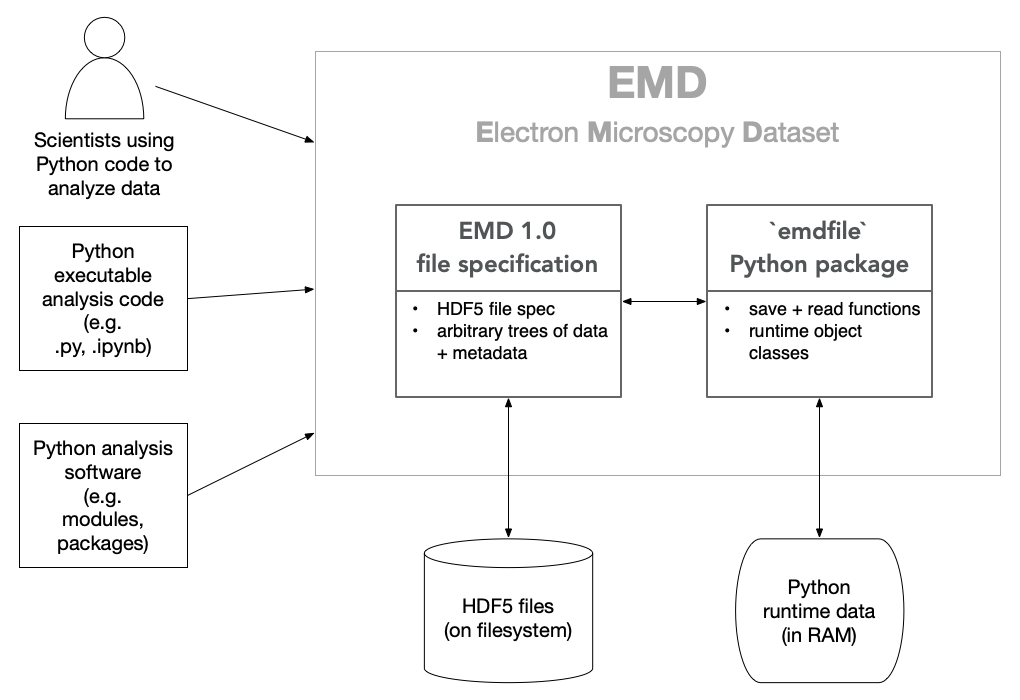 Scientists using
Python code to
analyze data
Python
executable
analysis code
(e.g.
.py, .ipynb)
Python analysis
software
(e.g.
modules,
packages)
EMD
Electron Microscopy Dataset
EMD 1.0
file specification
• HDF5 file spec
• arbitrary trees of data
+ metadata
`emdfile`
Python package
• save + read functions
• runtime object
classes
HDF5 files
(on filesystem)
Python
runtime data
(in RAM)